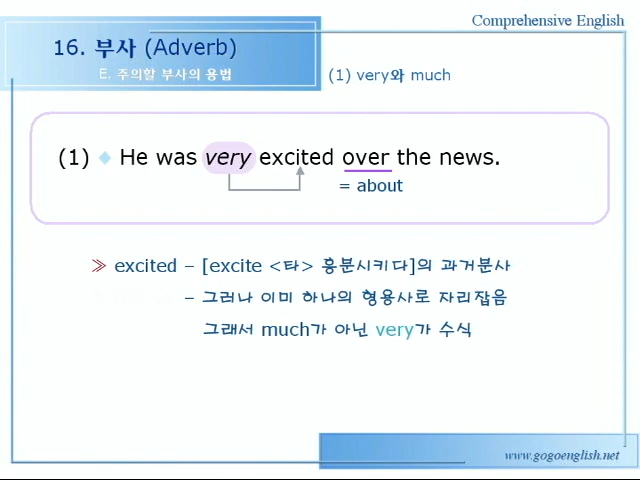 Comprehensive English
16. 부사 (Adverb)
E. 주의할 부사의 용법
(1) very와 much
(1) ◆ He was very excited over the news.
= about
≫ excited – [excite <타> 흥분시키다]의 과거분사
– 그러나 이미 하나의 형용사로 자리잡음
그래서 much가 아닌 very가 수식
www.gogoenglish.net